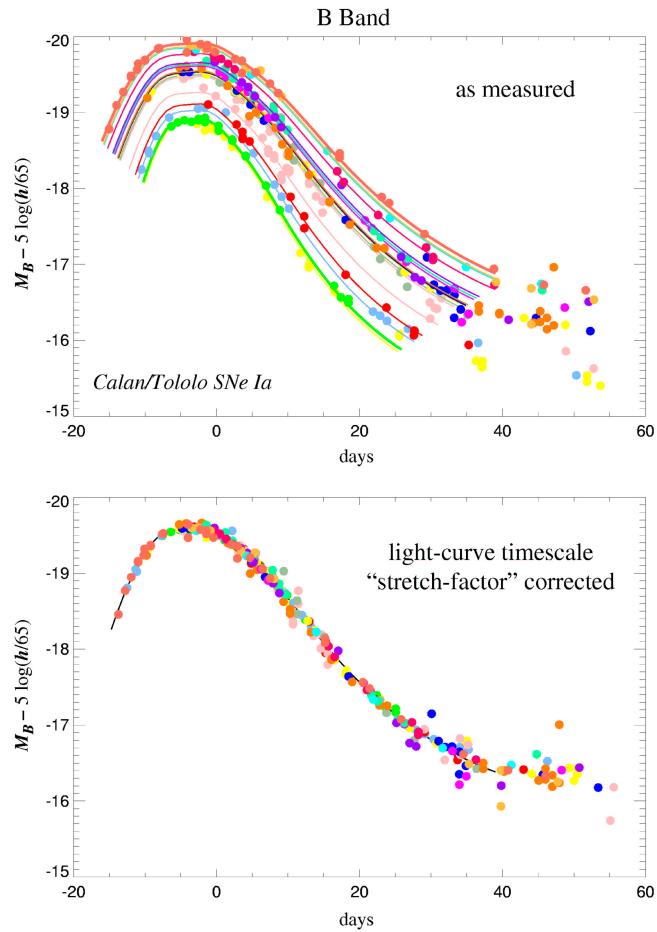 B Band
-20
-19
-18
-17
-16
-15
M_B – 5 log(h/65)
as measured
Calan/Tololo SNe Ia
-20 0 20 40 60
days
-20
-19
-18
-17
-16
-15
M_B – 5 log(h/65)
light-curve timescale
“stretch-factor” corrected
-20 0 20 40 60
days